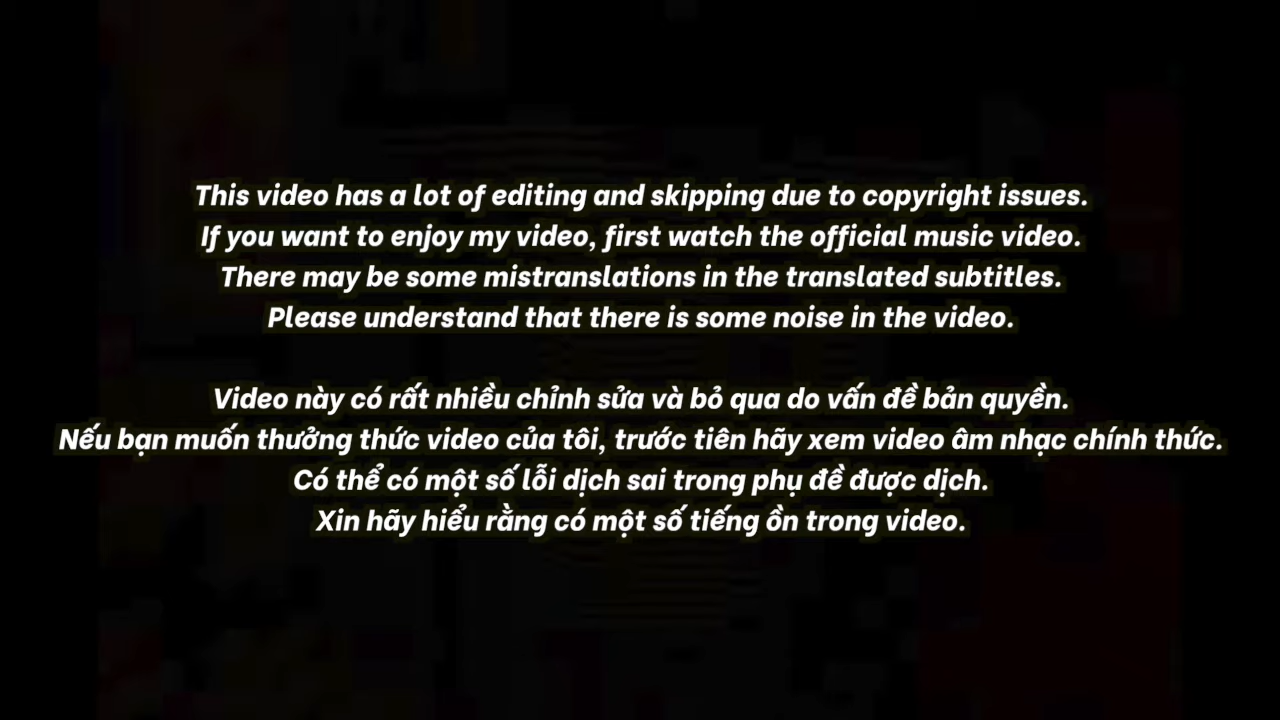 This video has a lot of editing and skipping due to copyright issues.
If you want to enjoy my video, first watch the official music video.
There may be some mistranslations in the translated subtitles.
Please understand that there is some noise in the video.
Video này có rất nhiều chỉnh sửa và bỏ qua do vấn đề bản quyền.
Nếu bạn muốn thưởng thức video của tôi, trước tiên hãy xem video âm nhạc chính thức.
Có thể có một số lỗi dịch sai trong phụ đề được dịch.
Xin hãy hiểu rằng có một số tiếng ồn trong video.